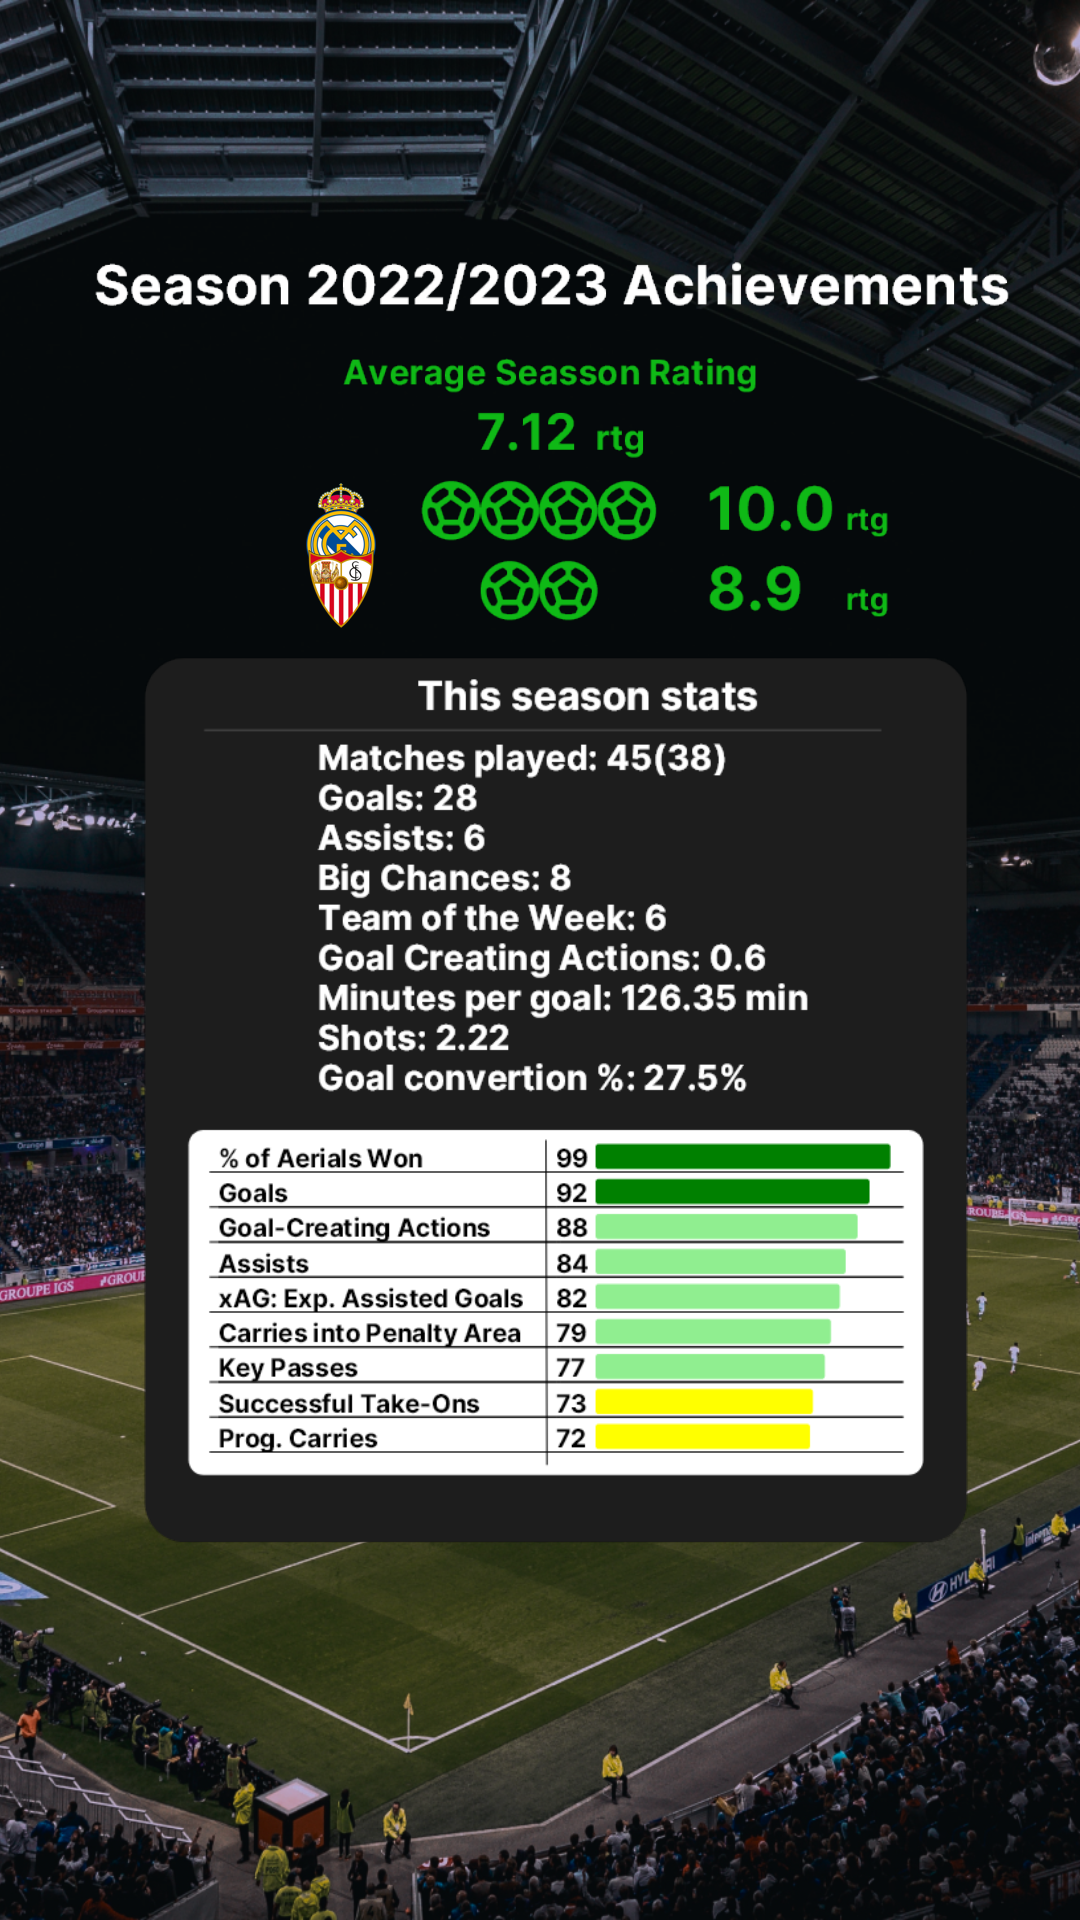 Season 2022/2023 Achievements
Average Seasson Rating
7.12 rtg
10.0 rtg
8.9 rtg
This season stats
Matches played: 45(38)
Goals: 28
Assists: 6
Big Chances: 8
Team of the Week: 6
Goal Creating Actions: 0.6
Minutes per goal: 126.35 min
Shots: 2.22
Goal convertion %: 27.5%
% of Aerials Won 99
Goals 92
Goal-Creating Actions 88
Assists 84
xAG: Exp. Assisted Goals 82
Carries into Penalty Area 79
Key Passes 77
Successful Take-Ons 73
Prog. Carries 72
Groupama stadium
Orange
GROUPE IGS
#GROU